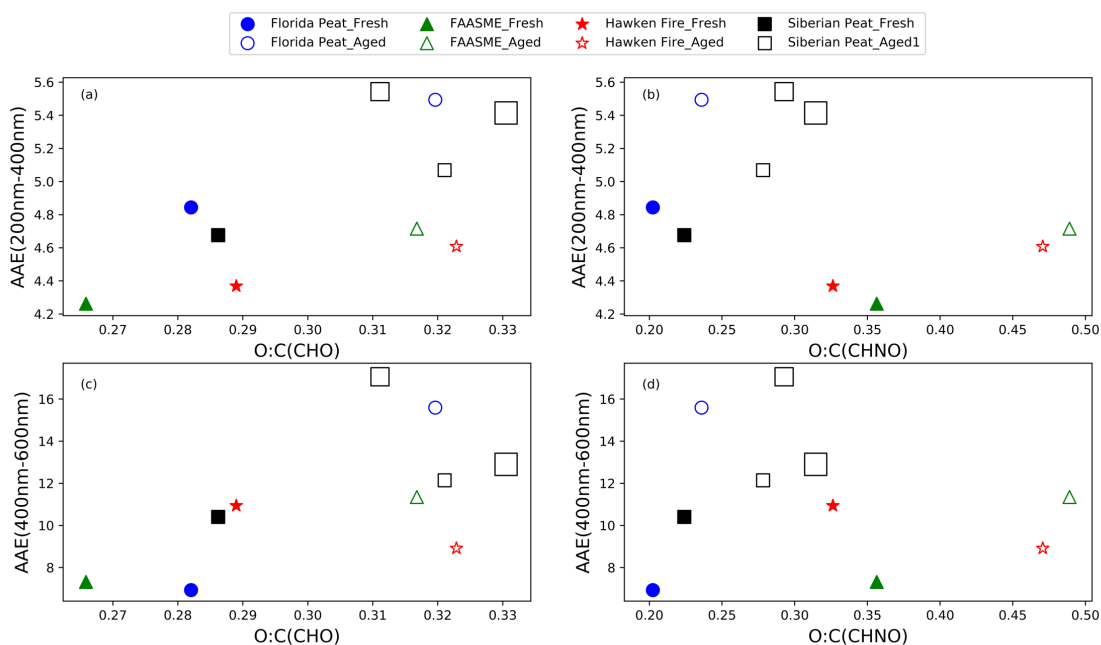 Florida Peat_Fresh FAASME_Fresh Hawken Fire_Fresh Siberian Peat_Fresh
Florida Peat_Aged FAASME_Aged Hawken Fire_Aged Siberian Peat_Aged1
(a)
AAE(200nm-400nm)
5.6
5.4
5.2
5.0
4.8
4.6
4.4
4.2
0.27 0.28 0.29 0.30 0.31 0.32 0.33
O:C(CHO)
(b)
AAE(200nm-400nm)
5.6
5.4
5.2
5.0
4.8
4.6
4.4
4.2
0.20 0.25 0.30 0.35 0.40 0.45 0.50
O:C(CHNO)
(c)
AAE(400nm-600nm)
16
14
12
10
8
0.27 0.28 0.29 0.30 0.31 0.32 0.33
O:C(CHO)
(d)
AAE(400nm-600nm)
16
14
12
10
8
0.20 0.25 0.30 0.35 0.40 0.45 0.50
O:C(CHNO)